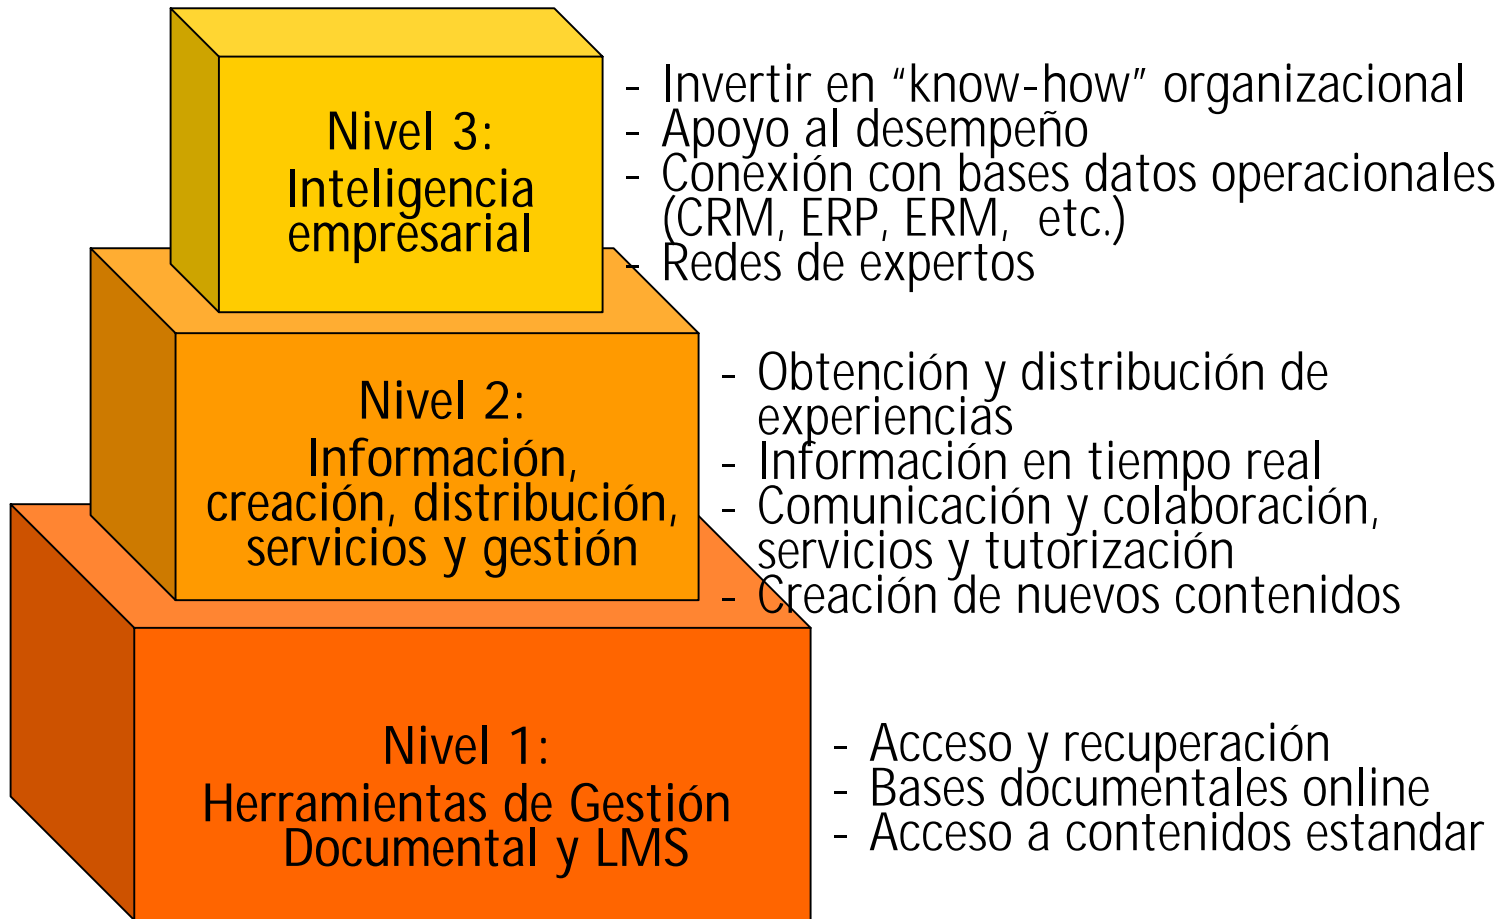 Nivel 3:
Inteligencia
empresarial
- Invertir en “know-how” organizacional
- Apoyo al desempeño
- Conexión con bases datos operacionales
(CRM, ERP, ERM, etc.)
- Redes de expertos
Nivel 2:
Información,
creación, distribución,
servicios y gestión
- Obtención y distribución de
experiencias
- Información en tiempo real
- Comunicación y colaboración,
servicios y tutorización
- Creación de nuevos contenidos
Nivel 1:
Herramientas de Gestión
Documental y LMS
- Acceso y recuperación
- Bases documentales online
- Acceso a contenidos estandar